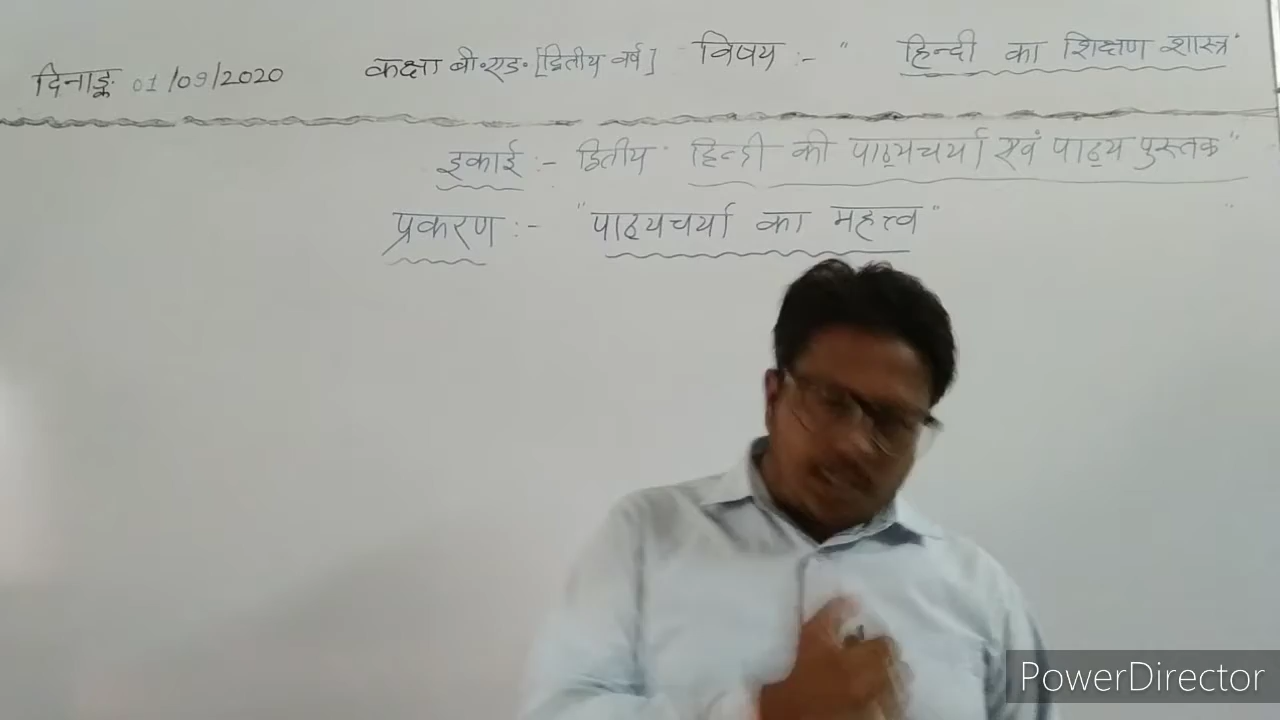 दिनाङ्क 01/09/2020 कक्षा बी॰एड॰ [द्वितीय वर्ष] विषय :- " हिन्दी का शिक्षण शास्त्र"
इकाई :- द्वितीय " हिन्दी की पाठ्यचर्या एवं पाठ्य पुस्तक"
प्रकरण :- "पाठ्यचर्या का महत्त्व"
PowerDirector